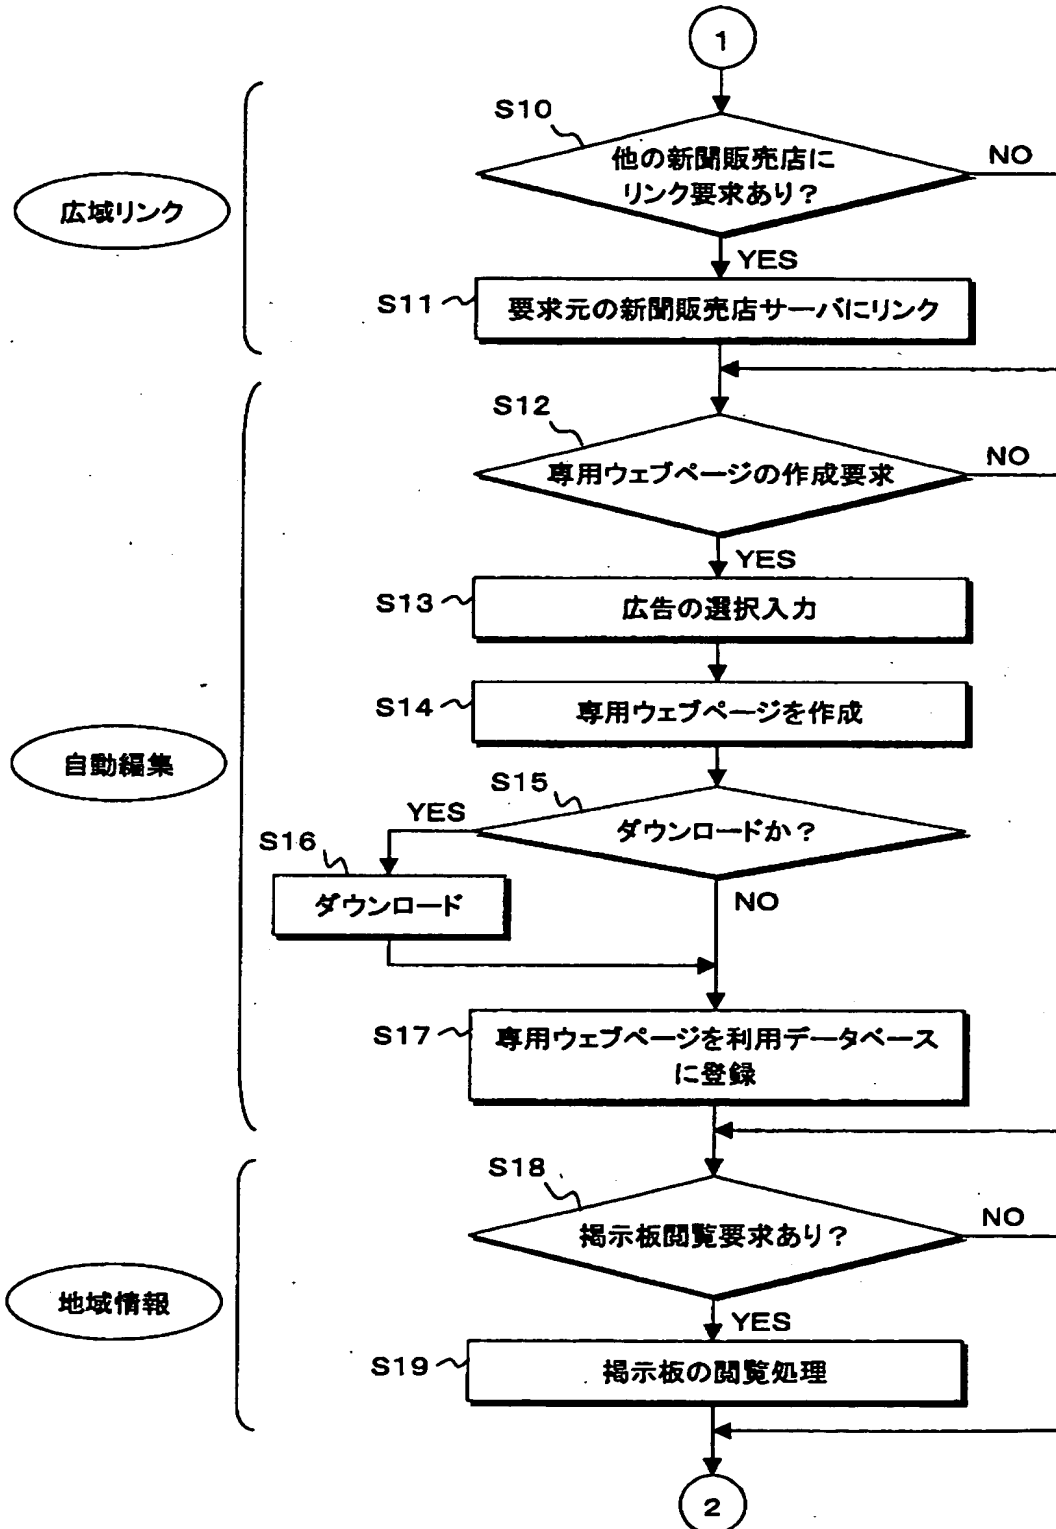 1
S10
他の新聞販売店に
リンク要求あり？
NO
広域リンク
YES
S11
要求元の新聞販売店サーバにリンク
S12
専用ウェブページの作成要求
NO
YES
S13
広告の選択入力
S14
専用ウェブページを作成
自動編集
S15
ダウンロードか？
YES
S16
ダウンロード
NO
S17
専用ウェブページを利用データベース
に登録
S18
掲示板閲覧要求あり？
NO
地域情報
YES
S19
掲示板の閲覧処理
2